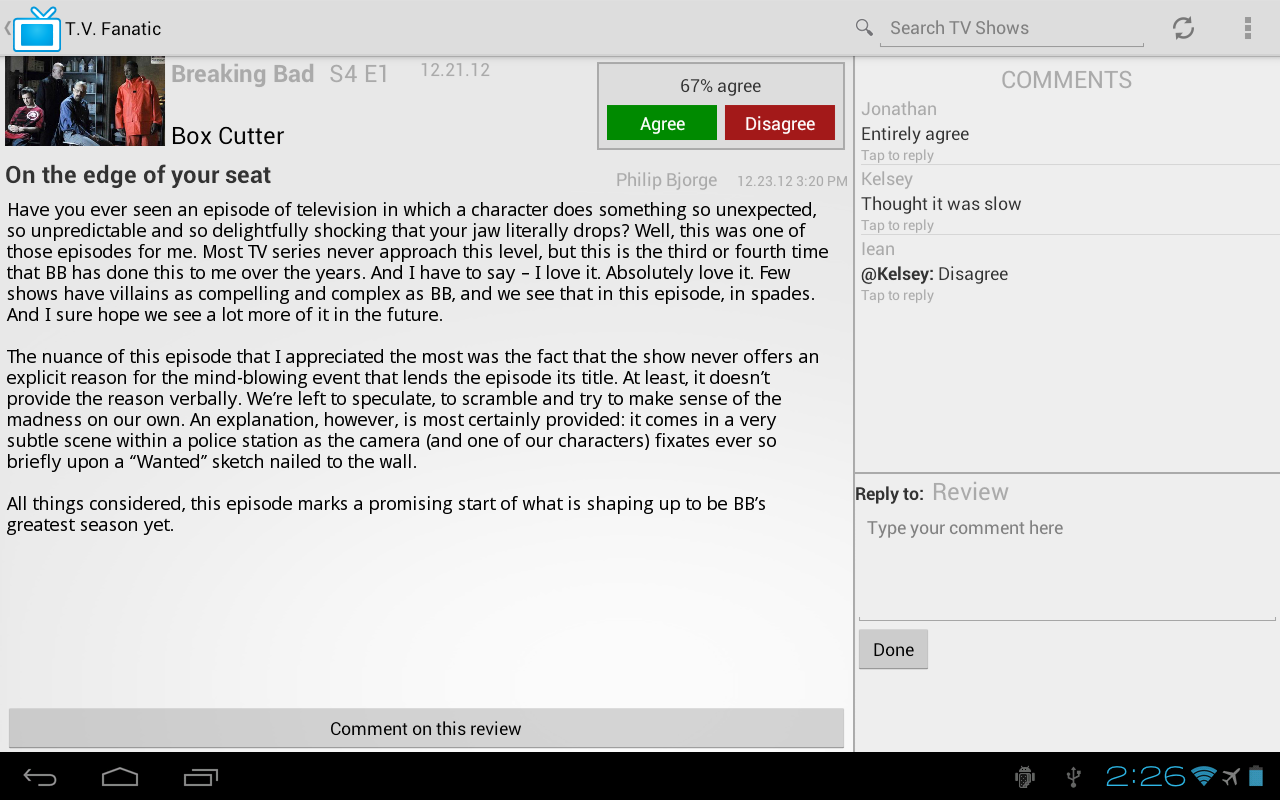 T.V. Fanatic
Search TV Shows
Breaking Bad S4 E1 12.21.12
Box Cutter
67% agree
Agree Disagree
On the edge of your seat
Philip Bjorge 12.23.12 3:20 PM
Have you ever seen an episode of television in which a character does something so unexpected,
so unpredictable and so delightfully shocking that your jaw literally drops? Well, this was one of
those episodes for me. Most TV series never approach this level, but this is the third or fourth time
that BB has done this to me over the years. And I have to say – I love it. Absolutely love it. Few
shows have villains as compelling and complex as BB, and we see that in this episode, in spades.
And I sure hope we see a lot more of it in the future.
The nuance of this episode that I appreciated the most was the fact that the show never offers an
explicit reason for the mind-blowing event that lends the episode its title. At least, it doesn’t
provide the reason verbally. We’re left to speculate, to scramble and try to make sense of the
madness on our own. An explanation, however, is most certainly provided: it comes in a very
subtle scene within a police station as the camera (and one of our characters) fixates ever so
briefly upon a “Wanted” sketch nailed to the wall.
All things considered, this episode marks a promising start of what is shaping up to be BB’s
greatest season yet.
Comment on this review
COMMENTS
Jonathan
Entirely agree
Tap to reply
Kelsey
Thought it was slow
Tap to reply
Iean
@Kelsey: Disagree
Tap to reply
Reply to: Review
Type your comment here
Done
2:26